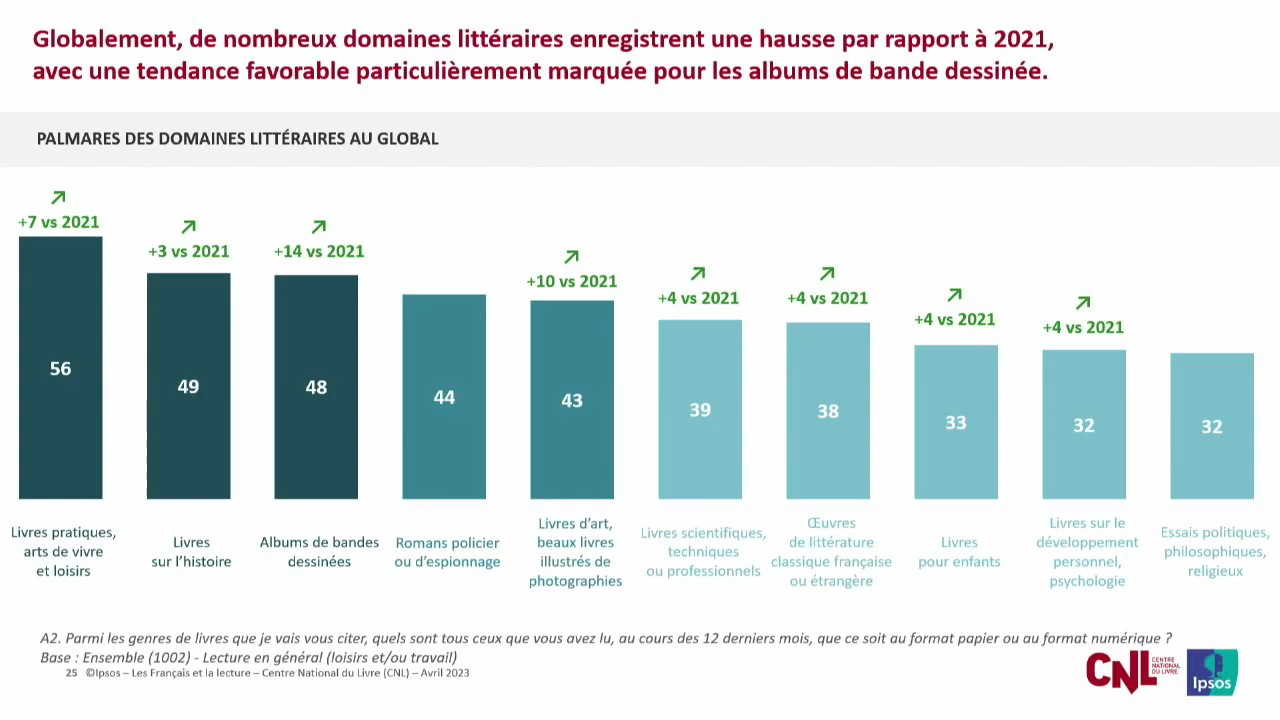 Globalement, de nombreux domaines littéraires enregistrent une hausse par rapport à 2021,
avec une tendance favorable particulièrement marquée pour les albums de bande dessinée.
PALMARES DES DOMAINES LITTÉRAIRES AU GLOBAL
+7 vs 2021
+3 vs 2021
+14 vs 2021
+10 vs 2021
+4 vs 2021
+4 vs 2021
+4 vs 2021
+4 vs 2021
56
49
48
44
43
39
38
33
32
32
Livres pratiques,
arts de vivre
et loisirs
Livres
sur l'histoire
Albums de bandes
dessinées
Romans policier
ou d'espionnage
Livres d'art,
beaux livres
illustrés de
photographies
Livres scientifiques,
techniques
ou professionnels
Œuvres
de littérature
classique française
ou étrangère
Livres
pour enfants
Livres sur le
développement
personnel,
psychologie
Essais politiques,
philosophiques,
religieux
A2. Parmi les genres de livres que je vais vous citer, quels sont tous ceux que vous avez lu, au cours des 12 derniers mois, que ce soit au format papier ou au format numérique ?
Base : Ensemble (1002) - Lecture en général (loisirs et/ou travail)
25 ©Ipsos – Les Français et la lecture – Centre National du Livre (CNL) – Avril 2023
CNL
CENTRE
NATIONAL
DU LIVRE
Ipsos